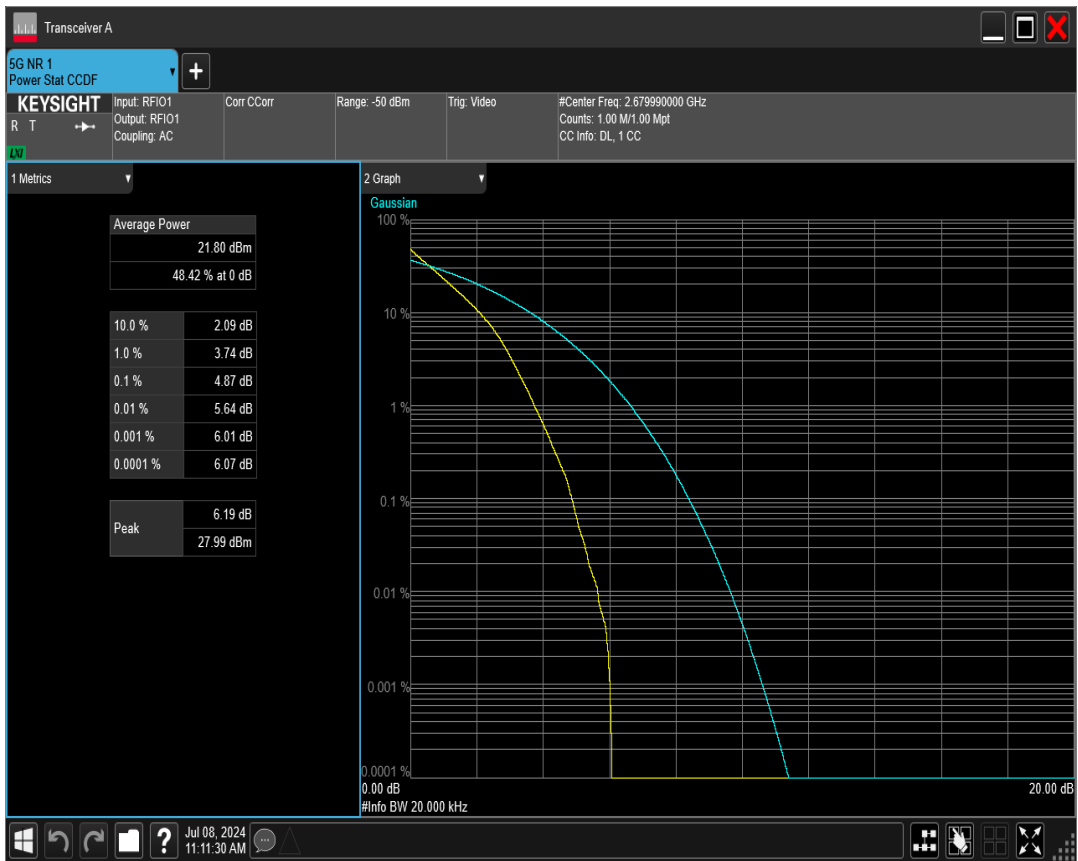 Transceiver A
5G NR 1
Power Stat CCDF
+
KEYSIGHT
R T
LXI
Input: RFIO1
Output: RFIO1
Coupling: AC
Corr CCorr
Range: -50 dBm
Trig: Video
#Center Freq: 2.679990000 GHz
Counts: 1.00 M/1.00 Mpt
CC Info: DL, 1 CC
1 Metrics
Average Power
21.80 dBm
48.42 % at 0 dB
10.0 % 2.09 dB
1.0 % 3.74 dB
0.1 % 4.87 dB
0.01 % 5.64 dB
0.001 % 6.01 dB
0.0001 % 6.07 dB
Peak
6.19 dB
27.99 dBm
2 Graph
Gaussian
100 %
10 %
1 %
0.1 %
0.01 %
0.001 %
0.0001 %
0.00 dB
20.00 dB
#Info BW 20.000 kHz
?
Jul 08, 2024
11:11:30 AM